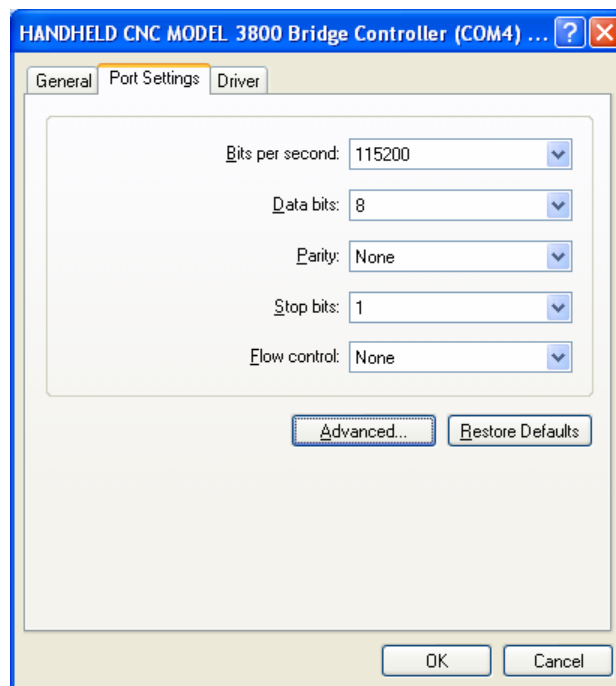 HANDHELD CNC MODEL 3800 Bridge Controller (COM4) ... ?
General Port Settings Driver
Bits per second: 115200
Data bits: 8
Parity: None
Stop bits: 1
Flow control: None
Advanced... Restore Defaults
OK Cancel